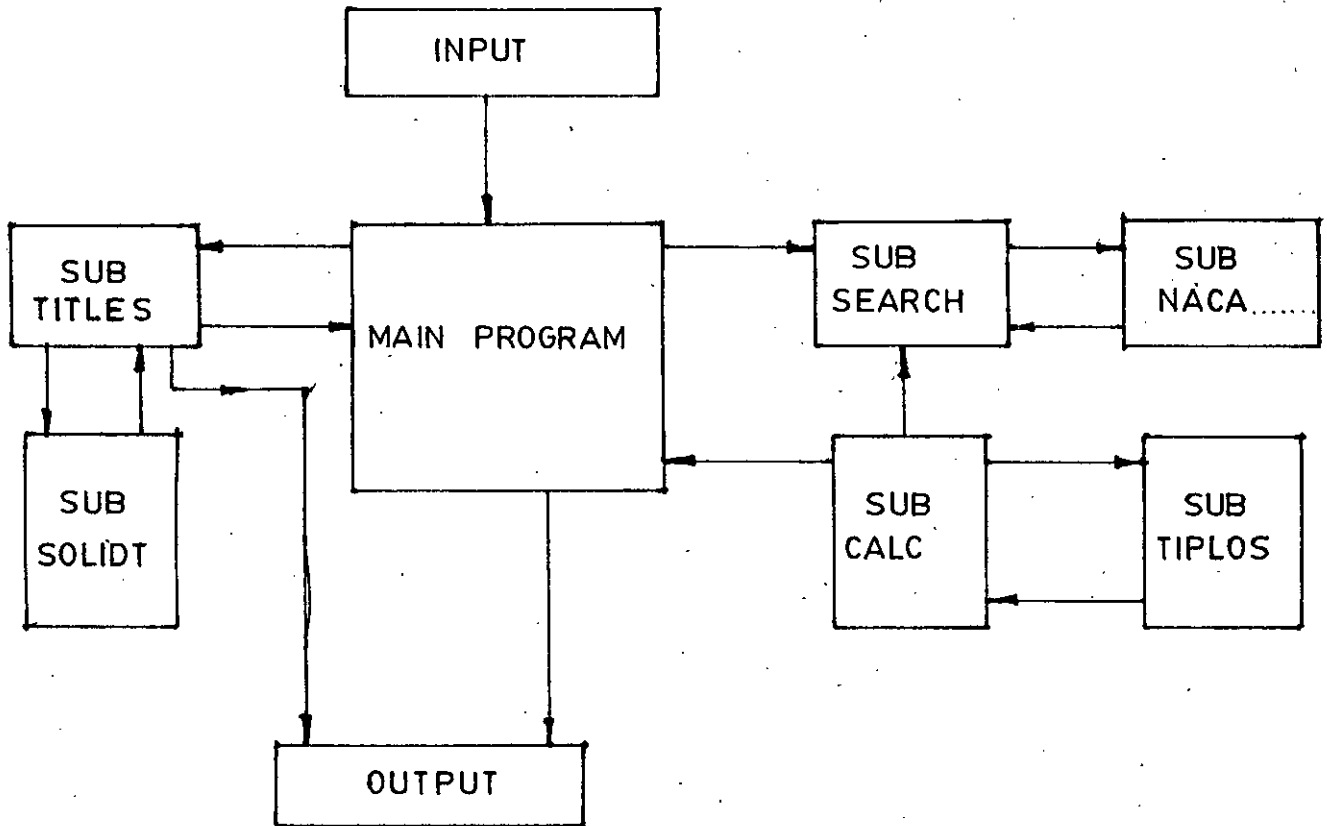 INPUT
SUB
TITLES
MAIN PROGRAM
SUB
SEARCH
SUB
NACA.......
SUB
SOLIDT
SUB
CALC
SUB
TIPLOS
OUTPUT